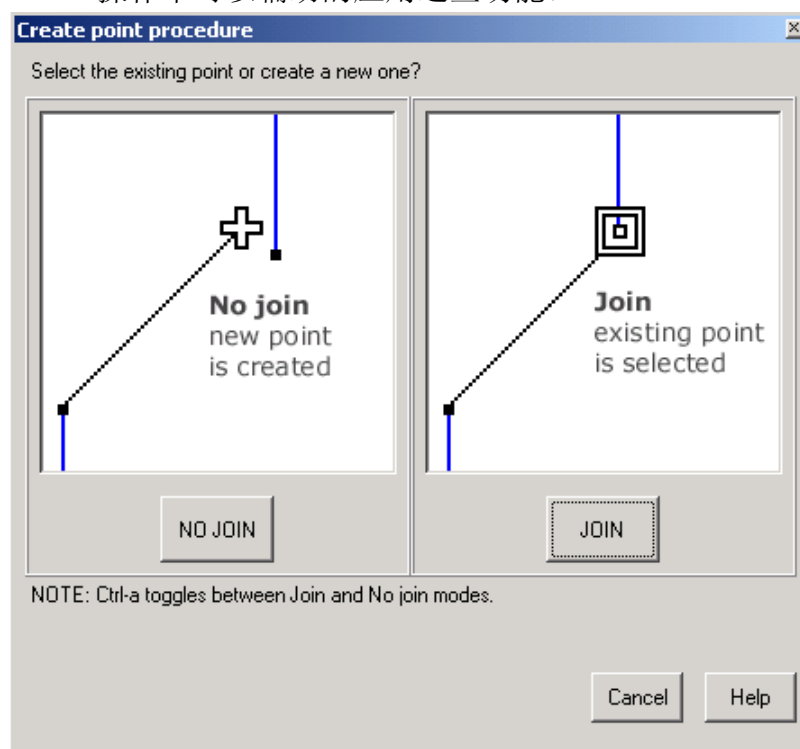 Create point procedure
Select the existing point or create a new one?
No join
new point
is created
Join
existing point
is selected
NO JOIN
JOIN
NOTE: Ctrl-a toggles between Join and No join modes.
Cancel
Help